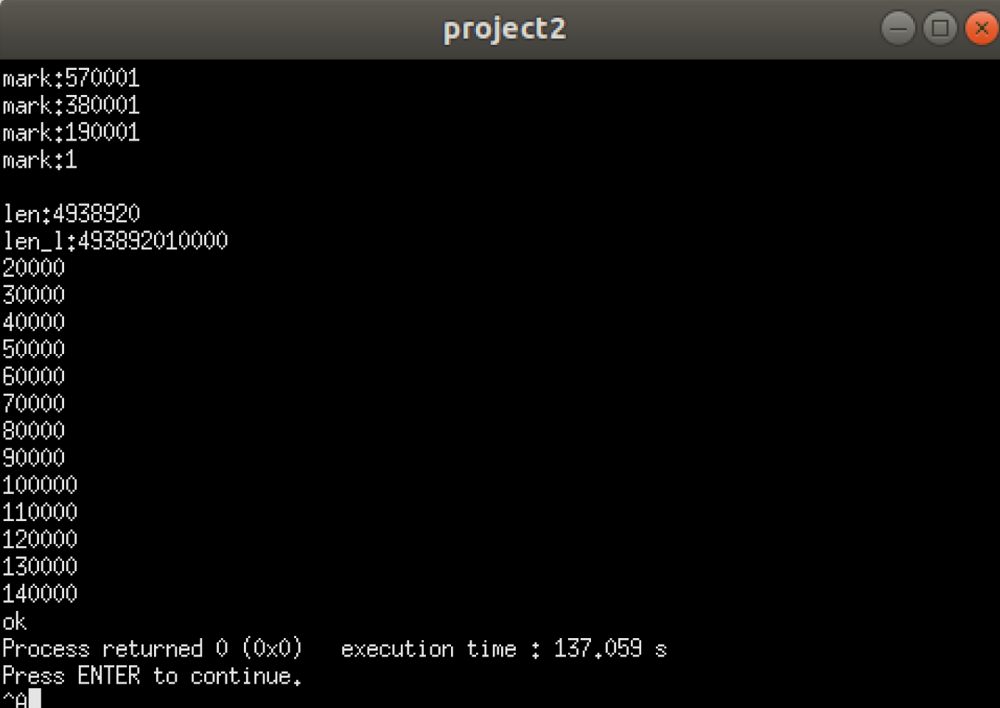 project2
mark:570001
mark:380001
mark:190001
mark:1
len:4938920
len_l:493892010000
20000
30000
40000
50000
60000
70000
80000
90000
100000
110000
120000
130000
140000
ok
Process returned 0 (0x0)   execution time : 137.059 s
Press ENTER to continue.
^A